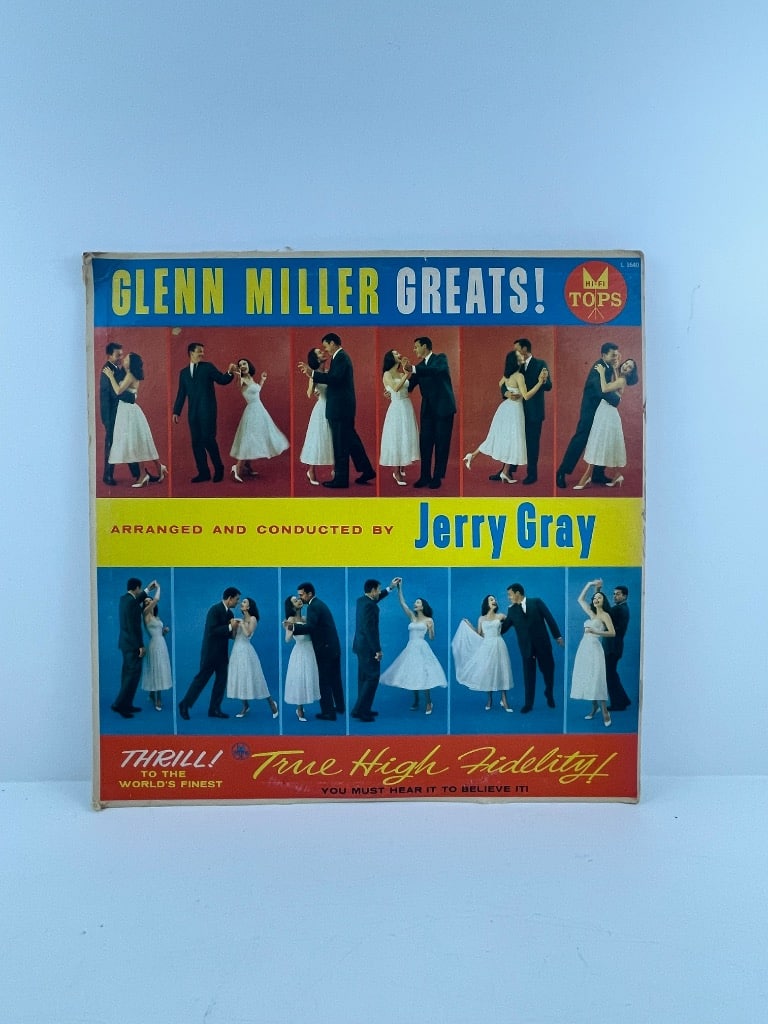 GLENN MILLER GREATS!
L 1640
HI-FI
TOPS
ARRANGED AND CONDUCTED BY Jerry Gray
THRILL!
TO THE
WORLD'S FINEST
True High Fidelity!
YOU MUST HEAR IT TO BELIEVE IT!